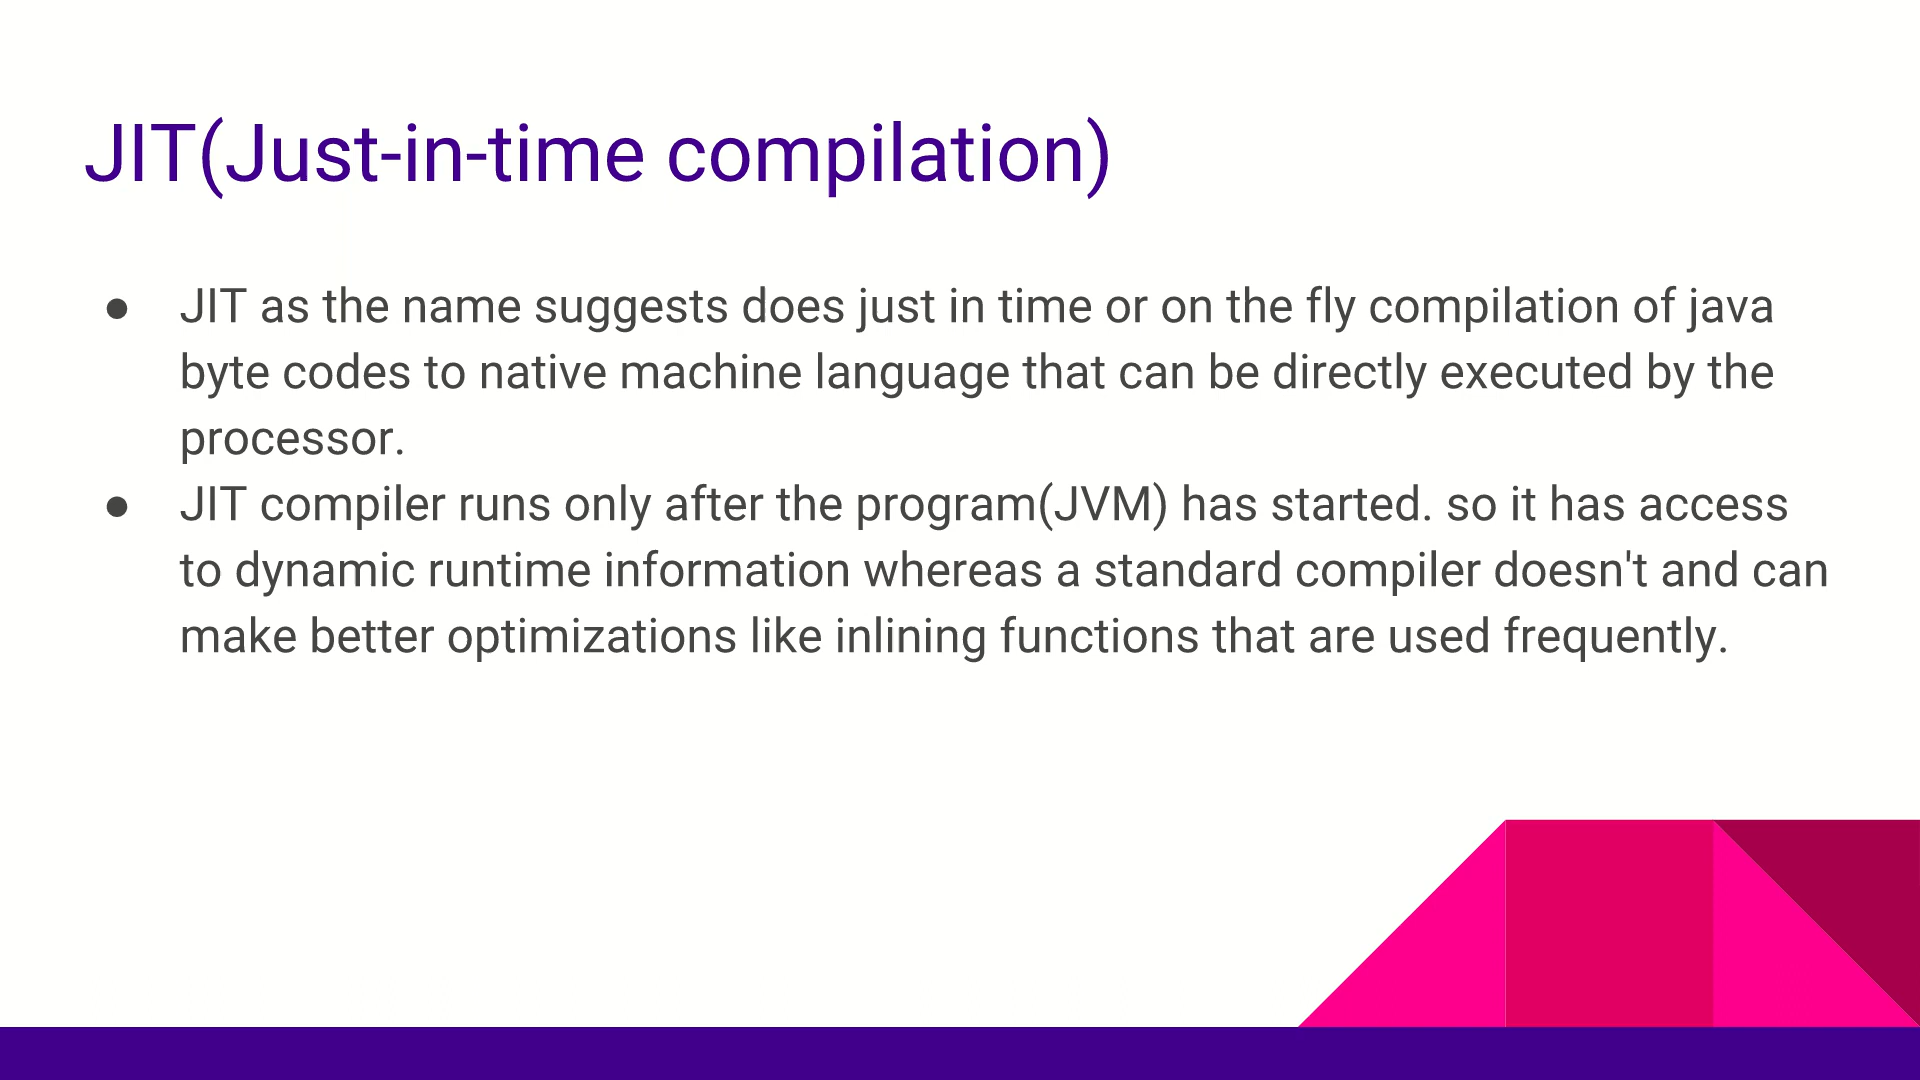 JIT(Just-in-time compilation)
● JIT as the name suggests does just in time or on the fly compilation of java
byte codes to native machine language that can be directly executed by the
processor.
● JIT compiler runs only after the program(JVM) has started. so it has access
to dynamic runtime information whereas a standard compiler doesn't and can
make better optimizations like inlining functions that are used frequently.